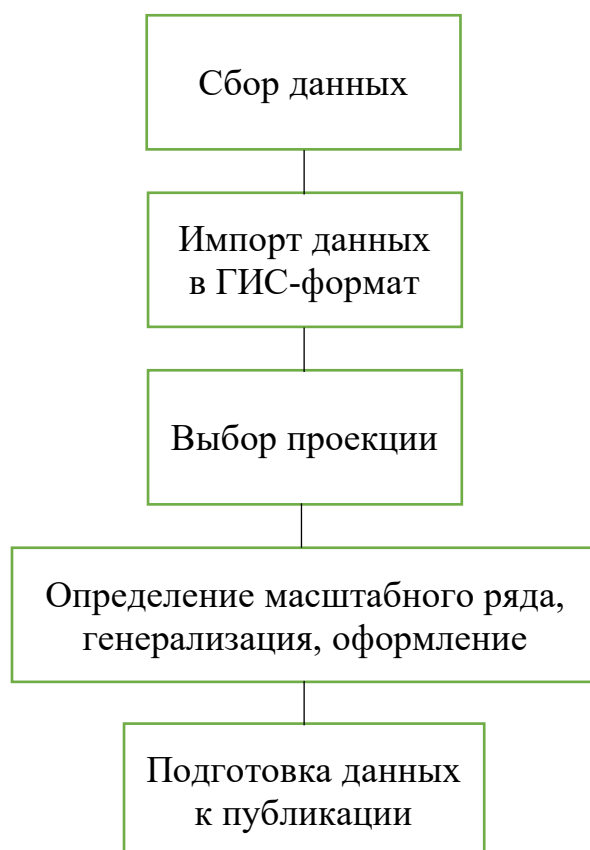 Сбор данных
Импорт данных
в ГИС-формат
Выбор проекции
Определение масштабного ряда,
генерализация, оформление
Подготовка данных
к публикации